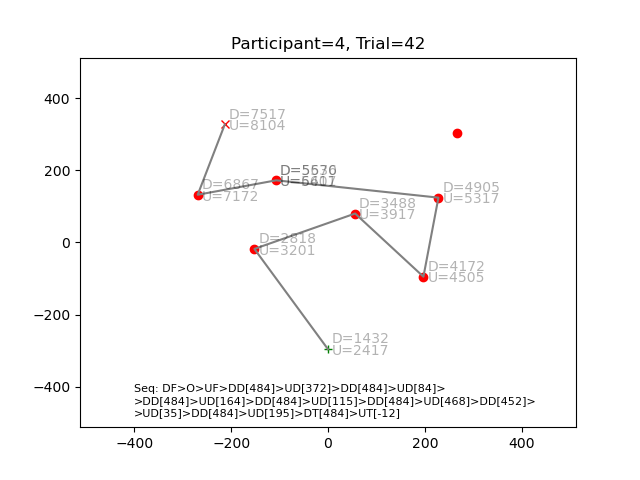 Participant=4, Trial=42
400
200
0
−200
−400
−400
−200
0
200
400
D=7517
U=8104
D=6867
U=7172
D=4905
U=5317
D=3488
U=3917
D=2818
U=3201
D=4172
U=4505
D=1432
U=2417
Seq: DF>O>UF>DD[484]>UD[372]>DD[484]>UD[84]>
>DD[484]>UD[164]>DD[484]>UD[115]>DD[484]>UD[468]>DD[452]>
>UD[35]>DD[484]>UD[195]>DT[484]>UT[-12]